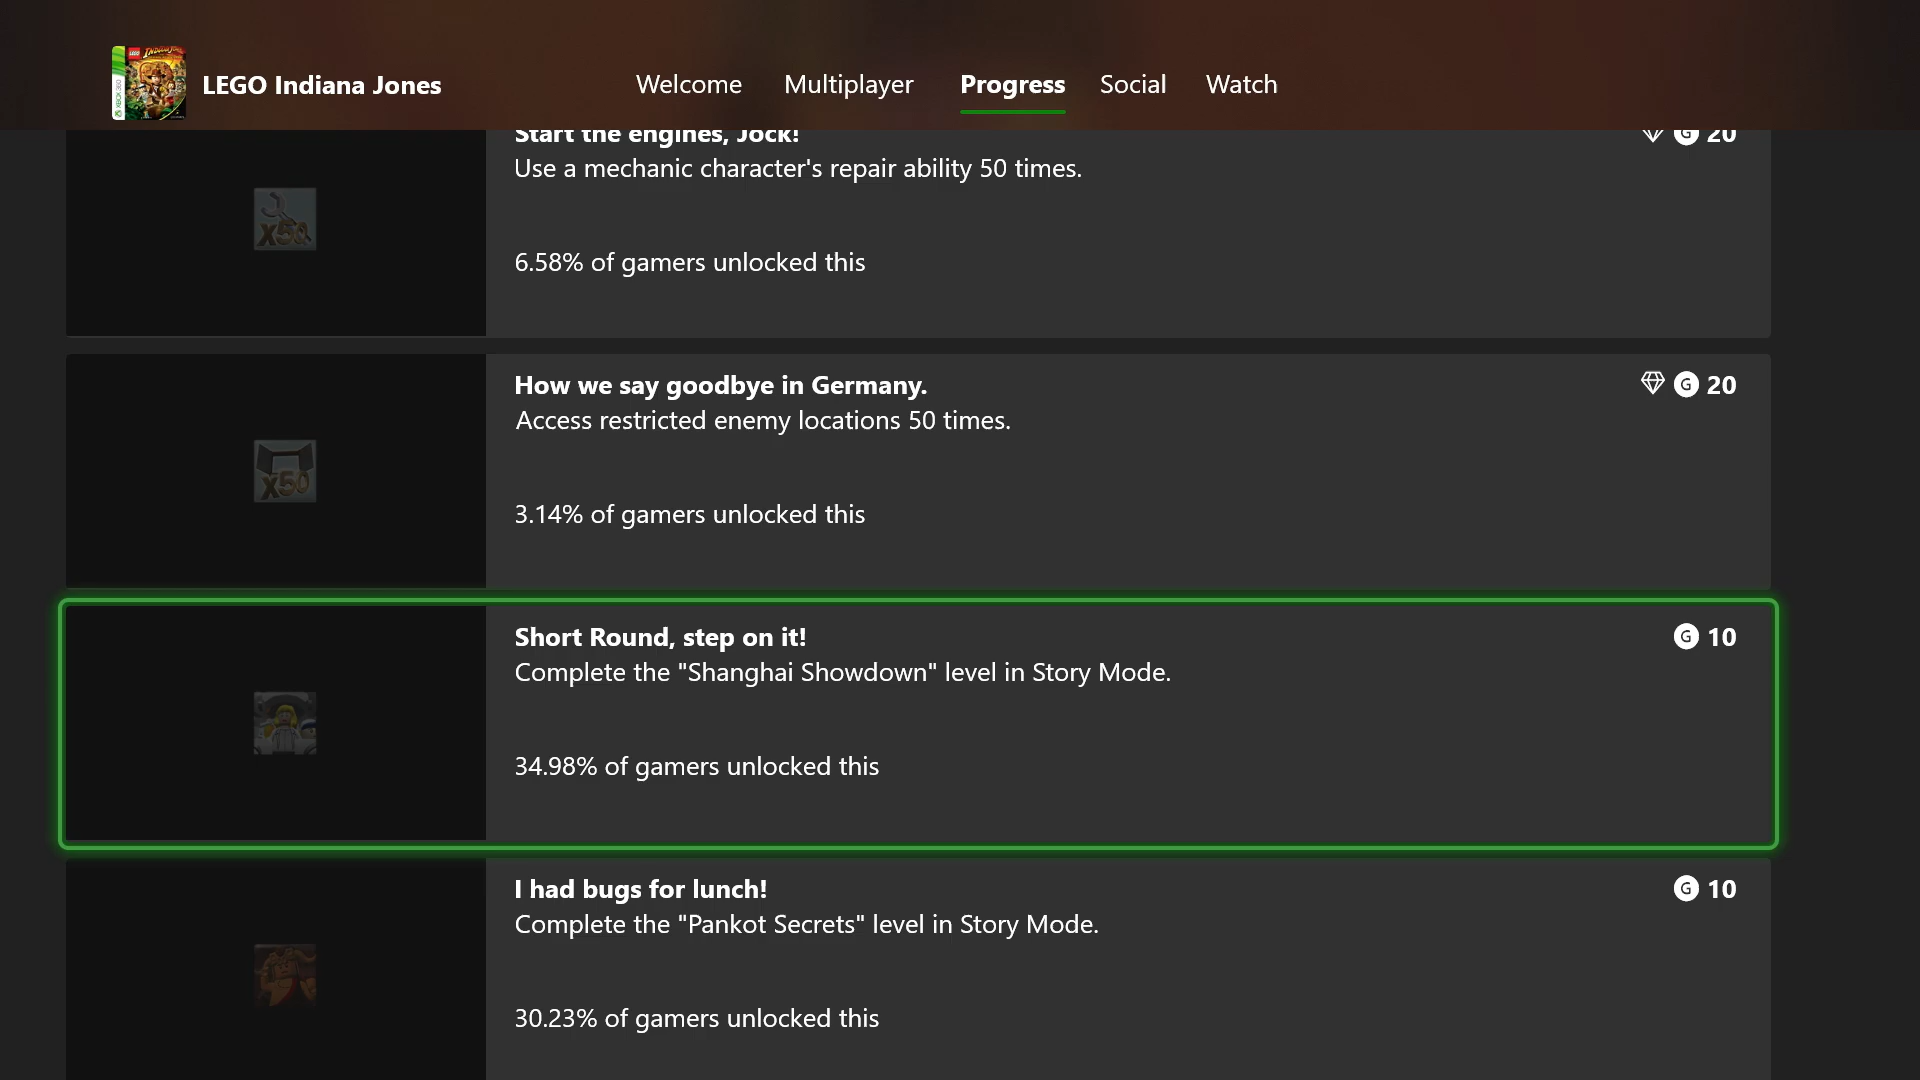 LEGO Indiana Jones
Welcome
Multiplayer
Progress
Social
Watch
Start the engines, Jock!
G 20
Use a mechanic character's repair ability 50 times.
X50
6.58% of gamers unlocked this
How we say goodbye in Germany.
G 20
Access restricted enemy locations 50 times.
X50
3.14% of gamers unlocked this
Short Round, step on it!
G 10
Complete the "Shanghai Showdown" level in Story Mode.
34.98% of gamers unlocked this
I had bugs for lunch!
G 10
Complete the "Pankot Secrets" level in Story Mode.
30.23% of gamers unlocked this